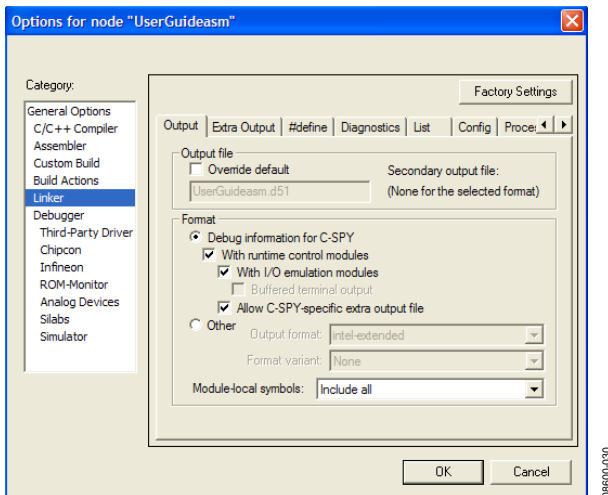 Options for node "UserGuideasm"
Category:
Factory Settings
General Options
C/C++ Compiler
Assembler
Custom Build
Build Actions
Linker
Debugger
Third-Party Driver
Chipcon
Infineon
ROM-Monitor
Analog Devices
Silabs
Simulator
Output
Extra Output
#define
Diagnostics
List
Config
Proce
Output file
Override default
Secondary output file:
UserGuideasm.d51
(None for the selected format)
Format
Debug information for C-SPY
With runtime control modules
With I/O emulation modules
Buffered terminal output
Allow C-SPY-specific extra output file
Other
Output format: intel-extended
Format variant: None
Module-local symbols: Include all
OK
Cancel